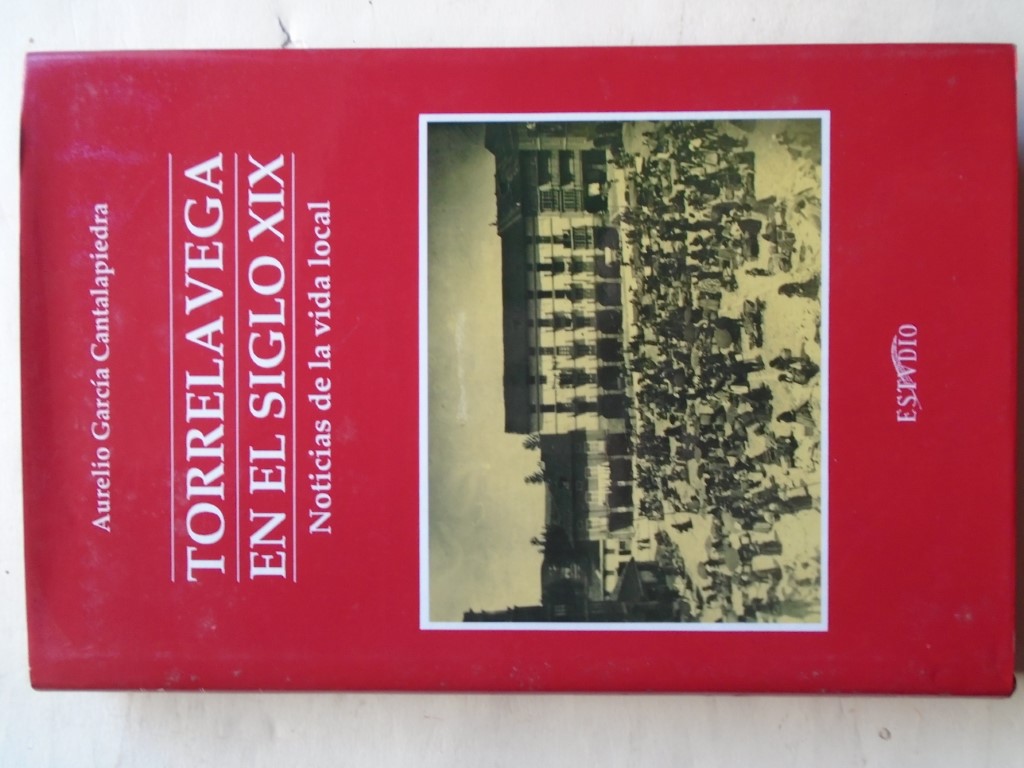 Aurelio García Cantalapiedra
TORRELAVEGA
EN EL SIGLO XIX
Noticias de la vida local
ESTVDIO